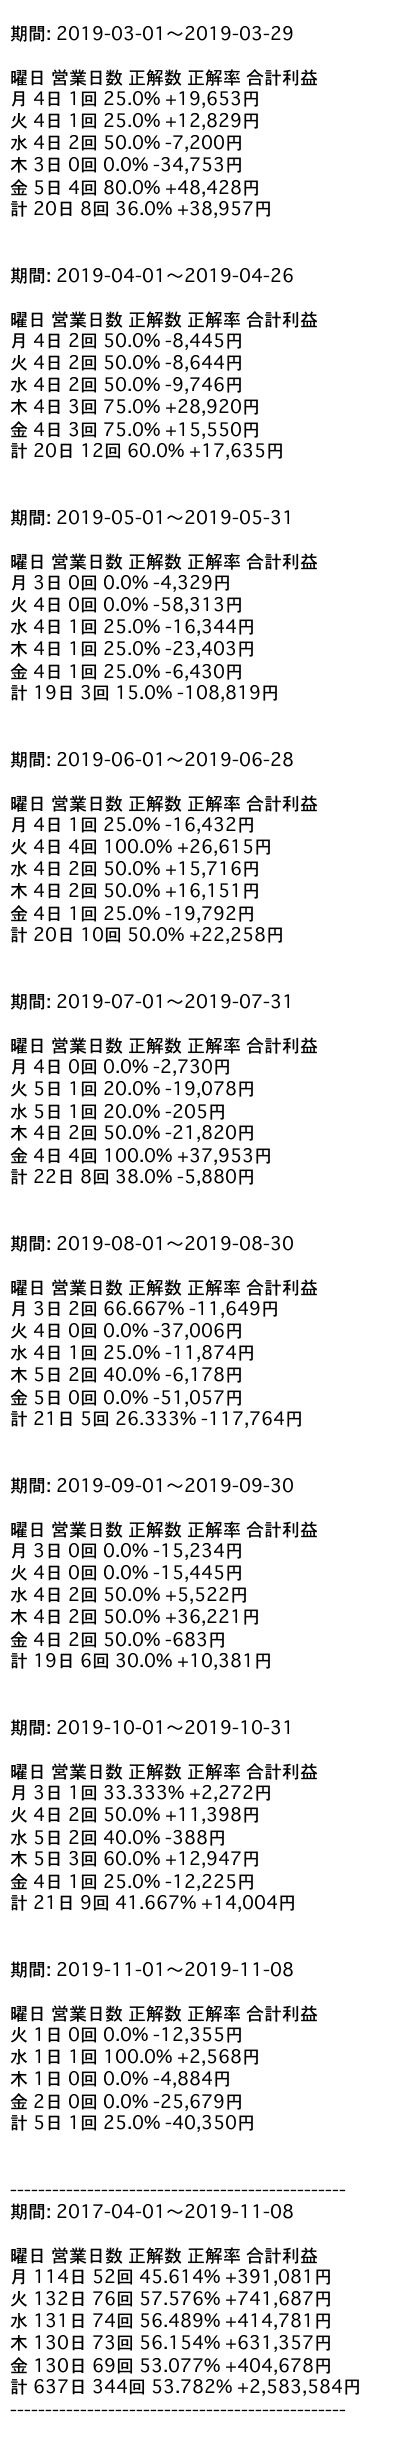 期間: 2019-03-01〜2019-03-29
曜日 営業日数 正解数 正解率 合計利益
月 4日 1回 25.0% +19,653円
火 4日 1回 25.0% +12,829円
水 4日 2回 50.0% -7,200円
木 3日 0回 0.0% -34,753円
金 5日 4回 80.0% +48,428円
計 20日 8回 36.0% +38,957円
期間: 2019-04-01〜2019-04-26
曜日 営業日数 正解数 正解率 合計利益
月 4日 2回 50.0% -8,445円
火 4日 2回 50.0% -8,644円
水 4日 2回 50.0% -9,746円
木 4日 3回 75.0% +28,920円
金 4日 3回 75.0% +15,550円
計 20日 12回 60.0% +17,635円
期間: 2019-05-01〜2019-05-31
曜日 営業日数 正解数 正解率 合計利益
月 3日 0回 0.0% -4,329円
火 4日 0回 0.0% -58,313円
水 4日 1回 25.0% -16,344円
木 4日 1回 25.0% -23,403円
金 4日 1回 25.0% -6,430円
計 19日 3回 15.0% -108,819円
期間: 2019-06-01〜2019-06-28
曜日 営業日数 正解数 正解率 合計利益
月 4日 1回 25.0% -16,432円
火 4日 4回 100.0% +26,615円
水 4日 2回 50.0% +15,716円
木 4日 2回 50.0% +16,151円
金 4日 1回 25.0% -19,792円
計 20日 10回 50.0% +22,258円
期間: 2019-07-01〜2019-07-31
曜日 営業日数 正解数 正解率 合計利益
月 4日 0回 0.0% -2,730円
火 5日 1回 20.0% -19,078円
水 5日 1回 20.0% -205円
木 4日 2回 50.0% -21,820円
金 4日 4回 100.0% +37,953円
計 22日 8回 38.0% -5,880円
期間: 2019-08-01〜2019-08-30
曜日 営業日数 正解数 正解率 合計利益
月 3日 2回 66.667% -11,649円
火 4日 0回 0.0% -37,006円
水 4日 1回 25.0% -11,874円
木 5日 2回 40.0% -6,178円
金 5日 0回 0.0% -51,057円
計 21日 5回 26.333% -117,764円
期間: 2019-09-01〜2019-09-30
曜日 営業日数 正解数 正解率 合計利益
月 3日 0回 0.0% -15,234円
火 4日 0回 0.0% -15,445円
水 4日 2回 50.0% +5,522円
木 4日 2回 50.0% +36,221円
金 4日 2回 50.0% -683円
計 19日 6回 30.0% +10,381円
期間: 2019-10-01〜2019-10-31
曜日 営業日数 正解数 正解率 合計利益
月 3日 1回 33.333% +2,272円
火 4日 2回 50.0% +11,398円
水 5日 2回 40.0% -388円
木 5日 3回 60.0% +12,947円
金 4日 1回 25.0% -12,225円
計 21日 9回 41.667% +14,004円
期間: 2019-11-01〜2019-11-08
曜日 営業日数 正解数 正解率 合計利益
火 1日 0回 0.0% -12,355円
水 1日 1回 100.0% +2,568円
木 1日 0回 0.0% -4,884円
金 2日 0回 0.0% -25,679円
計 5日 1回 25.0% -40,350円
------------------------------------------------
期間: 2017-04-01〜2019-11-08
曜日 営業日数 正解数 正解率 合計利益
月 114日 52回 45.614% +391,081円
火 132日 76回 57.576% +741,687円
水 131日 74回 56.489% +414,781円
木 130日 73回 56.154% +631,357円
金 130日 69回 53.077% +404,678円
計 637日 344回 53.782% +2,583,584円
------------------------------------------------